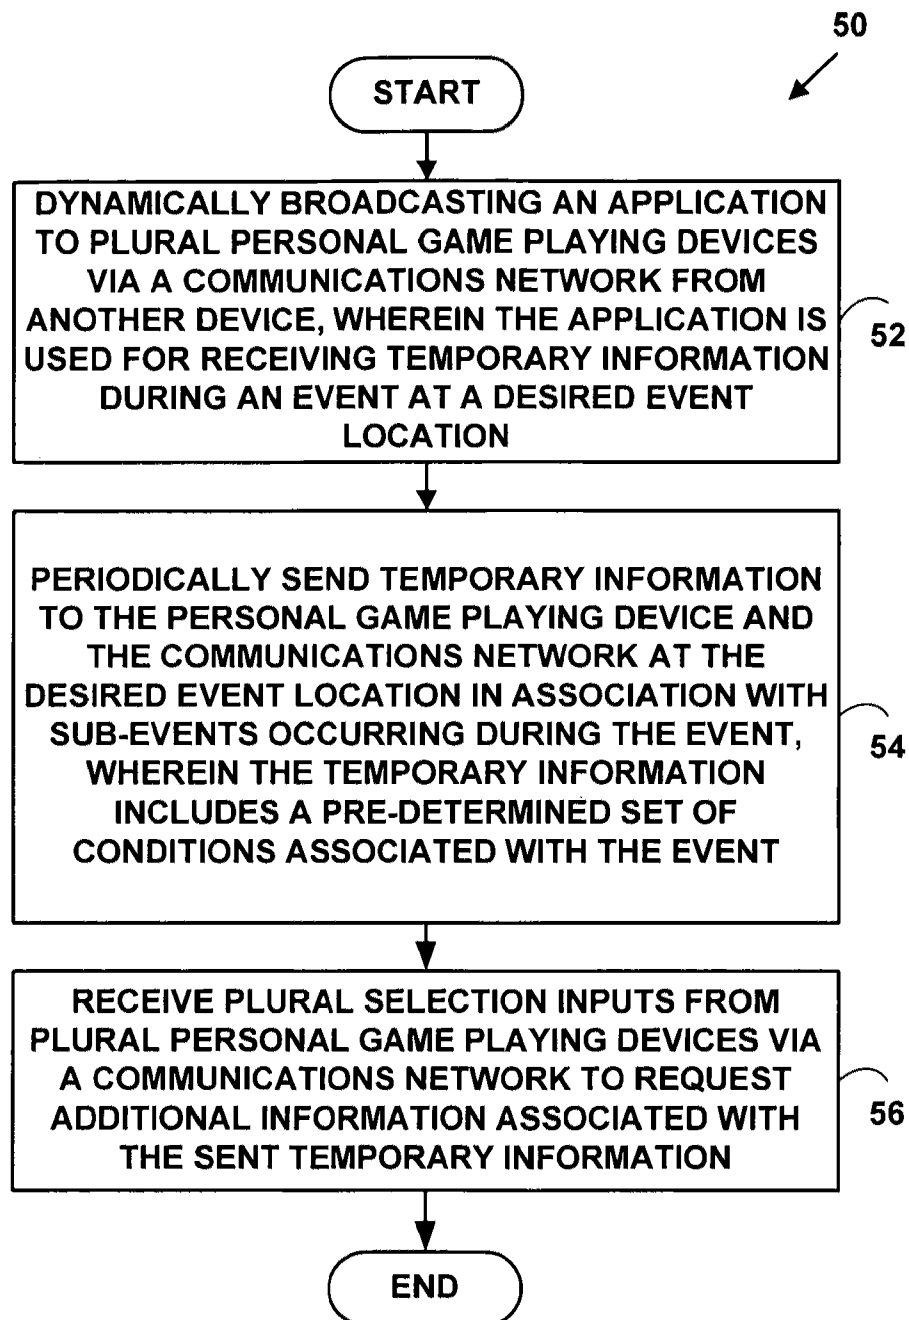 50
START
DYNAMICALLY BROADCASTING AN APPLICATION
TO PLURAL PERSONAL GAME PLAYING DEVICES
VIA A COMMUNICATIONS NETWORK FROM
ANOTHER DEVICE, WHEREIN THE APPLICATION IS
USED FOR RECEIVING TEMPORARY INFORMATION
DURING AN EVENT AT A DESIRED EVENT
LOCATION
52
PERIODICALLY SEND TEMPORARY INFORMATION
TO THE PERSONAL GAME PLAYING DEVICE AND
THE COMMUNICATIONS NETWORK AT THE
DESIRED EVENT LOCATION IN ASSOCIATION WITH
SUB-EVENTS OCCURRING DURING THE EVENT,
WHEREIN THE TEMPORARY INFORMATION
INCLUDES A PRE-DETERMINED SET OF
CONDITIONS ASSOCIATED WITH THE EVENT
54
RECEIVE PLURAL SELECTION INPUTS FROM
PLURAL PERSONAL GAME PLAYING DEVICES VIA
A COMMUNICATIONS NETWORK TO REQUEST
ADDITIONAL INFORMATION ASSOCIATED WITH
THE SENT TEMPORARY INFORMATION
56
END